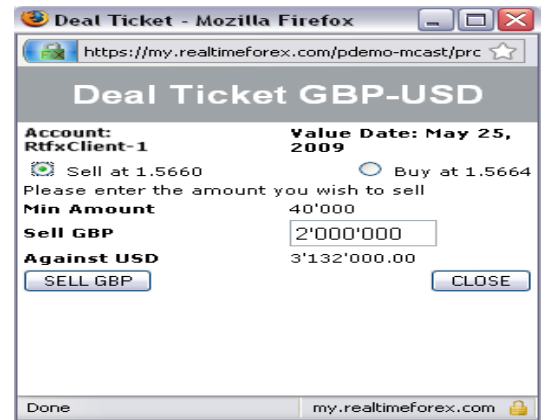 Deal Ticket - Mozilla Firefox
https://my.realtimeforex.com/pdemo-mcast/prc
Deal Ticket GBP-USD
Account: Value Date: May 25,
RtfxClient-1 2009
Sell at 1.5660 Buy at 1.5664
Please enter the amount you wish to sell
Min Amount 40'000
Sell GBP 2'000'000
Against USD 3'132'000.00
SELL GBP CLOSE
Done my.realtimeforex.com